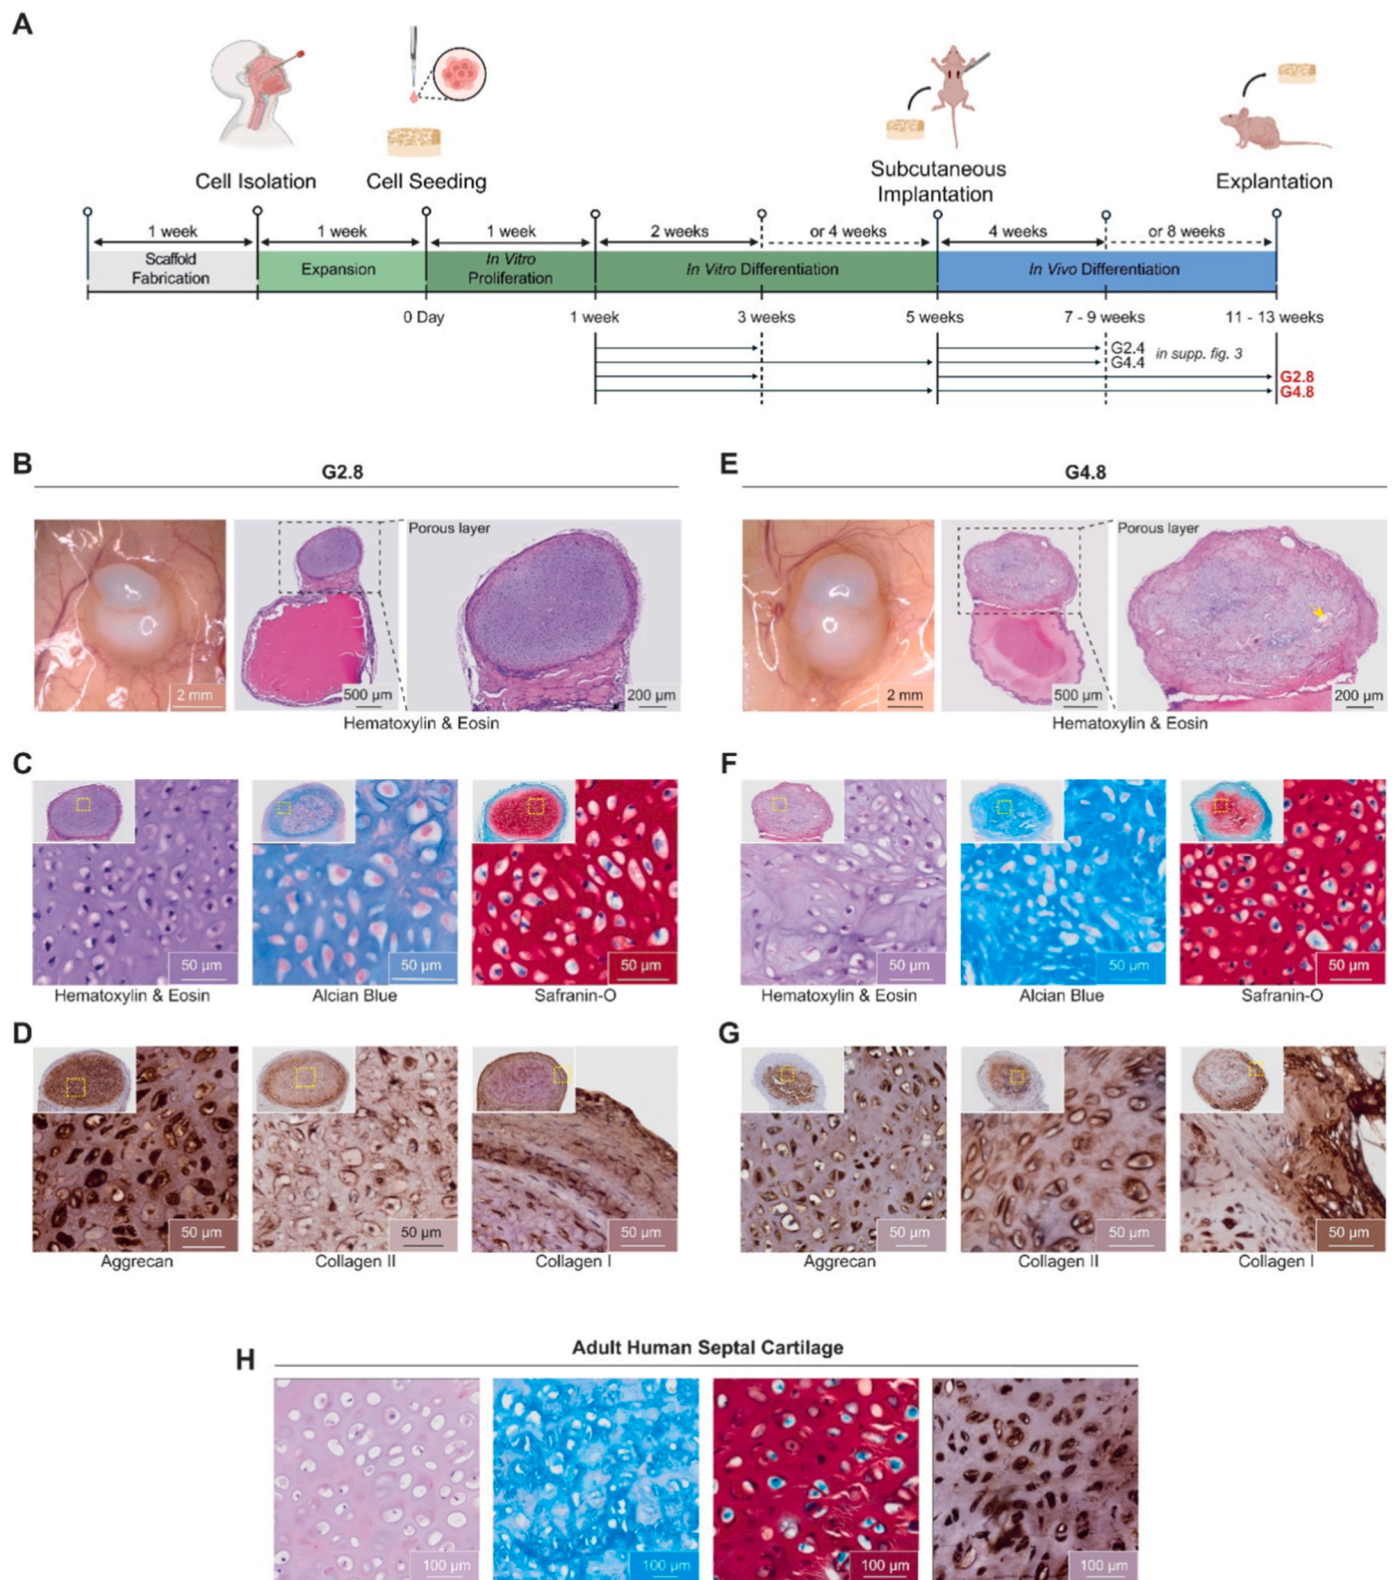 A
Cell Isolation
Cell Seeding
Subcutaneous
Implantation
Explantation
1 week
1 week
1 week
2 weeks
or 4 weeks
4 weeks
or 8 weeks
Scaffold
Fabrication
Expansion
In Vitro
Proliferation
In Vitro Differentiation
In Vivo Differentiation
0 Day
1 week
3 weeks
5 weeks
7 - 9 weeks
11 - 13 weeks
G2.4
G4.4
in supp. fig. 3
G2.8
G4.8
B
G2.8
Porous layer
2 mm
500 µm
200 µm
Hematoxylin & Eosin
E
G4.8
Porous layer
2 mm
500 µm
200 µm
Hematoxylin & Eosin
C
50 µm
50 µm
50 µm
Hematoxylin & Eosin
Alcian Blue
Safranin-O
F
50 µm
50 µm
50 µm
Hematoxylin & Eosin
Alcian Blue
Safranin-O
D
50 µm
50 µm
50 µm
Aggrecan
Collagen II
Collagen I
G
50 µm
50 µm
50 µm
Aggrecan
Collagen II
Collagen I
H
Adult Human Septal Cartilage
100 µm
100 µm
100 µm
100 µm